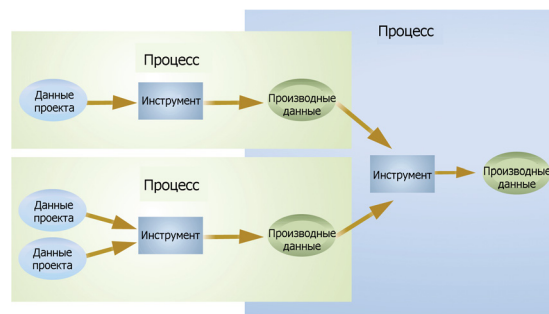 Процесс
Процесс
Данные
проекта
Инструмент
Производные
данные
Процесс
Данные
проекта
Данные
проекта
Инструмент
Производные
данные
Инструмент
Производные
данные